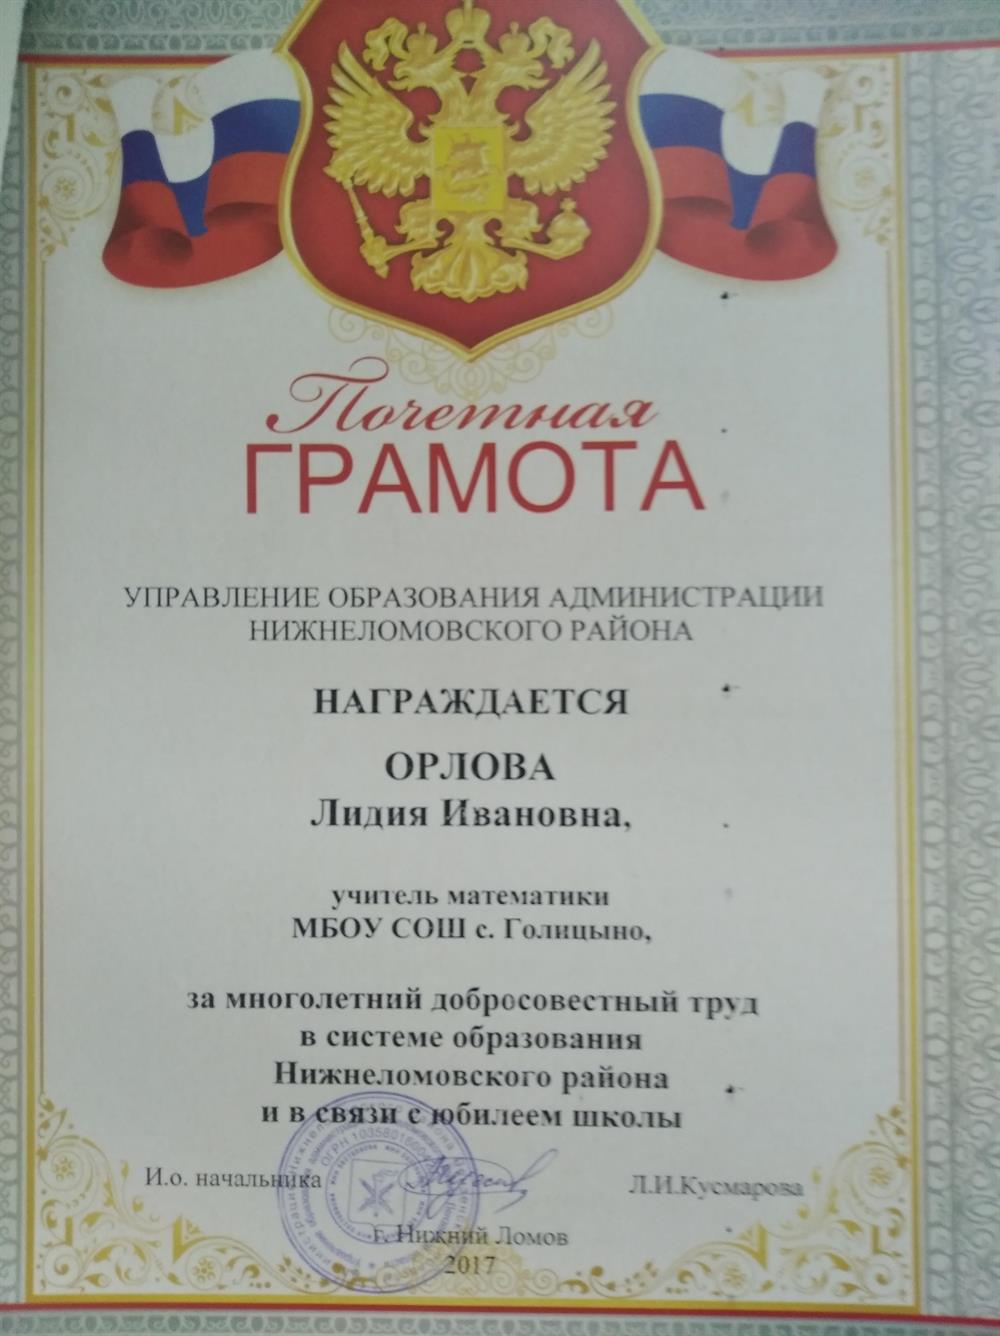 Почетная
ГРАМОТА
УПРАВЛЕНИЕ ОБРАЗОВАНИЯ АДМИНИСТРАЦИИ
НИЖНЕЛОМОВСКОГО РАЙОНА
НАГРАЖДАЕТСЯ
ОРЛОВА
Лидия Ивановна,
учитель математики
МБОУ СОШ с. Голицыно,
за многолетний добросовестный труд
в системе образования
Нижнеломовского района
и в связи с юбилеем школы
И.о. начальника
Л.И.Кусмарова
г. Нижний Ломов
2017